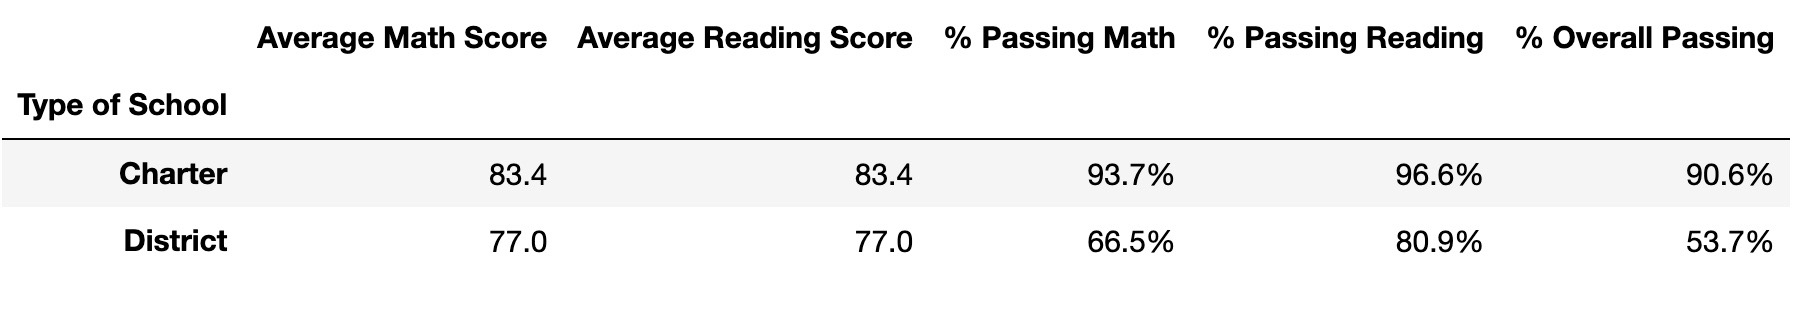 Average Math Score Average Reading Score % Passing Math % Passing Reading % Overall Passing
Type of School
Charter 83.4 83.4 93.7% 96.6% 90.6%
District 77.0 77.0 66.5% 80.9% 53.7%